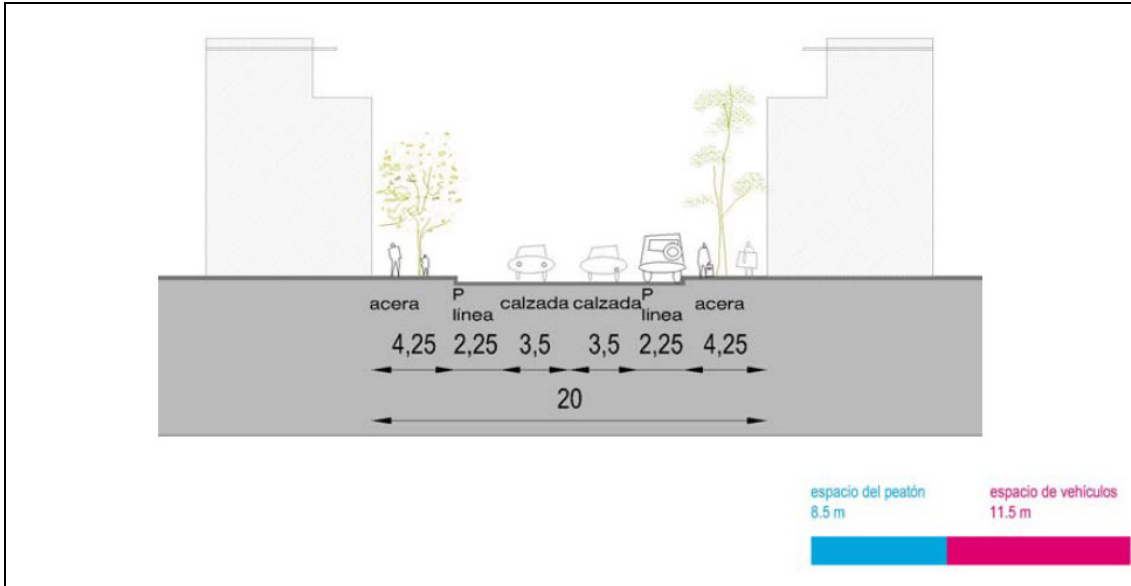 acera P línea calzada calzada P línea acera
4,25 2,25 3,5 3,5 2,25 4,25
20
espacio del peatón espacio de vehículos
8.5 m 11.5 m